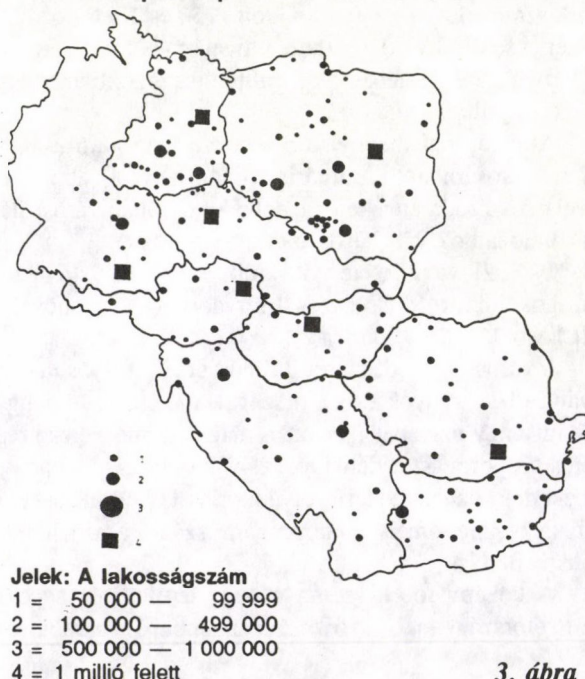 1
2
3
4
Jelek: A lakosságszám
1 = 50 000 — 99 999
2 = 100 000 — 499 000
3 = 500 000 — 1 000 000
4 = 1 millió felett
3. ábra